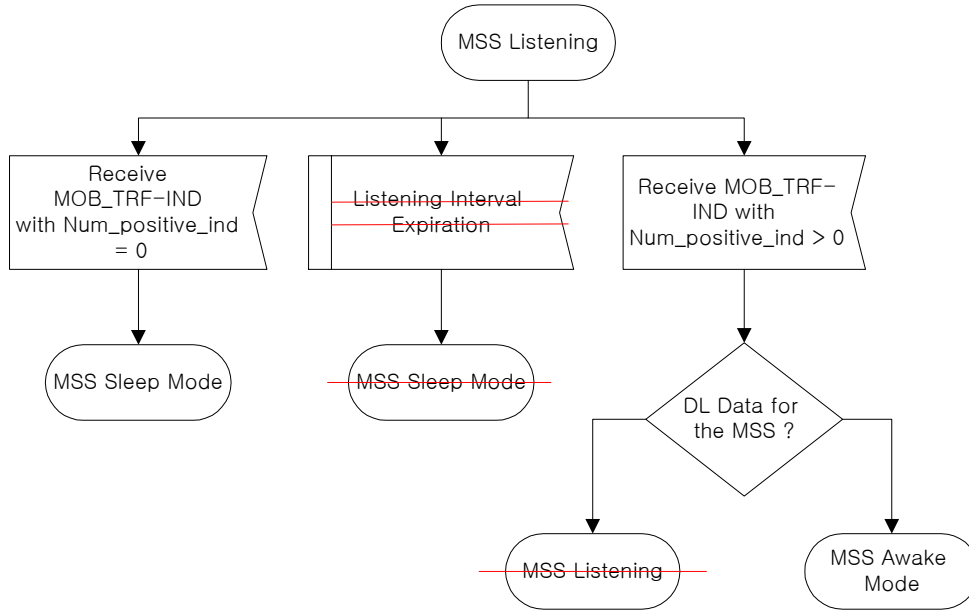 MSS Listening
Receive
MOB_TRF-IND
with Num_positive_ind
= 0
Listening Interval
Expiration
Receive MOB_TRF-
IND with
Num_positive_ind > 0
MSS Sleep Mode
MSS Sleep Mode
DL Data for
the MSS ?
MSS Listening
MSS Awake
Mode